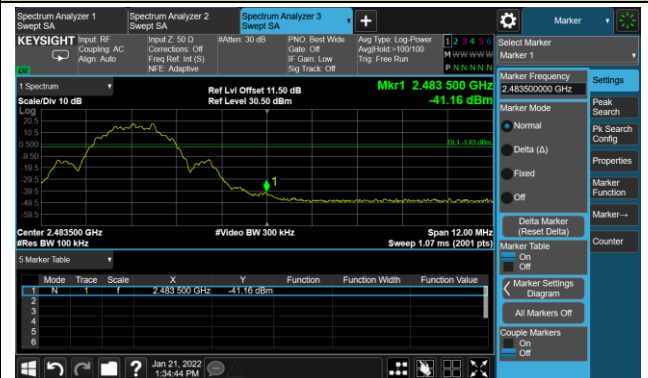 Spectrum Analyzer 1
Swept SA
Spectrum Analyzer 2
Swept SA
Spectrum Analyzer 3
Swept SA
+
Marker
KEYSIGHT
Input: RF
Coupling: AC
Align: Auto
Input Z: 50 Ω
Corrections: Off
Freq Ref: Int (S)
NFE: Adaptive
#Atten: 30 dB
PNO: Best Wide
Gate: Off
IF Gain: Low
Sig Track: Off
Avg Type: Log-Power
Avg|Hold:>100/100
Trig: Free Run
1 2 3 4 5 6
M W W W W W
P N N N N N
LXI
Select Marker
Marker 1
1 Spectrum
Scale/Div 10 dB
Log
Ref Lvl Offset 11.50 dB
Ref Level 30.50 dBm
Mkr1 2.483 500 GHz
-41.16 dBm
20.5
10.5
0.500
-9.50
-19.5
-29.5
-39.5
-49.5
-59.5
DL1 -1.53 dBm
1
Center 2.483500 GHz
#Res BW 100 kHz
#Video BW 300 kHz
Span 12.00 MHz
Sweep 1.07 ms (2001 pts)
5 Marker Table
Mode Trace Scale X Y Function Function Width Function Value
1 N 1 f 2.483 500 GHz -41.16 dBm
2
3
4
5
6
Marker Frequency
2.483500000 GHz
Marker Mode
Normal
Delta (Δ)
Fixed
Off
Delta Marker
(Reset Delta)
Marker Table
On
Off
Marker Settings
Diagram
All Markers Off
Couple Markers
On
Off
Settings
Peak
Search
Pk Search
Config
Properties
Marker
Function
Marker→
Counter
?
Jan 21, 2022
1:34:44 PM